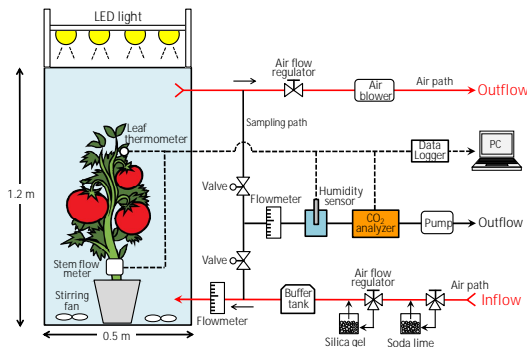 LED light
Air flow
regulator
Air
blower
Air path
Outflow
Sampling path
Leaf
thermometer
Data
Logger
PC
1.2 m
Valve
Flowmeter
Humidity
sensor
CO2
analyzer
Pump
Outflow
Stem flow
meter
Valve
Air flow
regulator
Air path
Buffer
tank
Inflow
Stirring
fan
Flowmeter
0.5 m
Silica gel
Soda lime